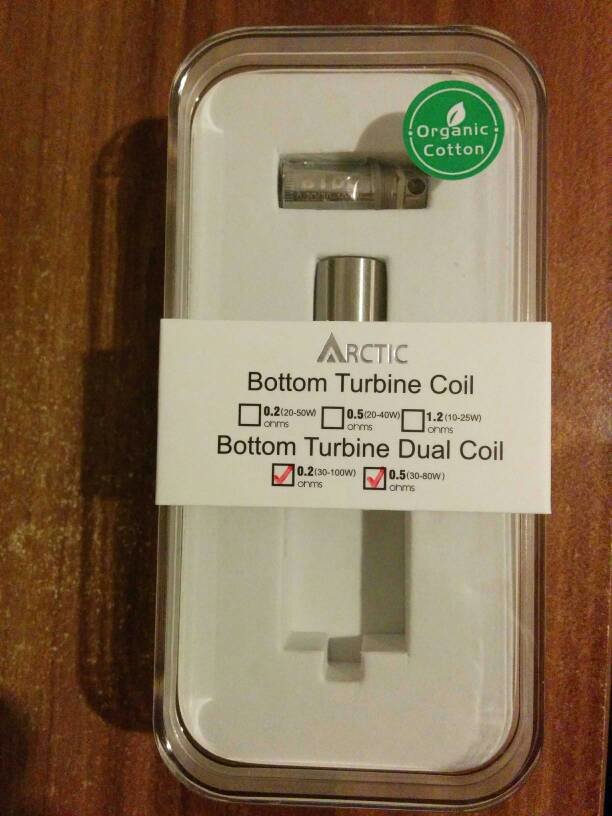 Organic
Cotton
ARCTIC
Bottom Turbine Coil
0.2(20-50W) 0.5(20-40W) 1.2(10-25W)
ohms ohms ohms
Bottom Turbine Dual Coil
0.2(30-100W) 0.5(30-80W)
ohms ohms